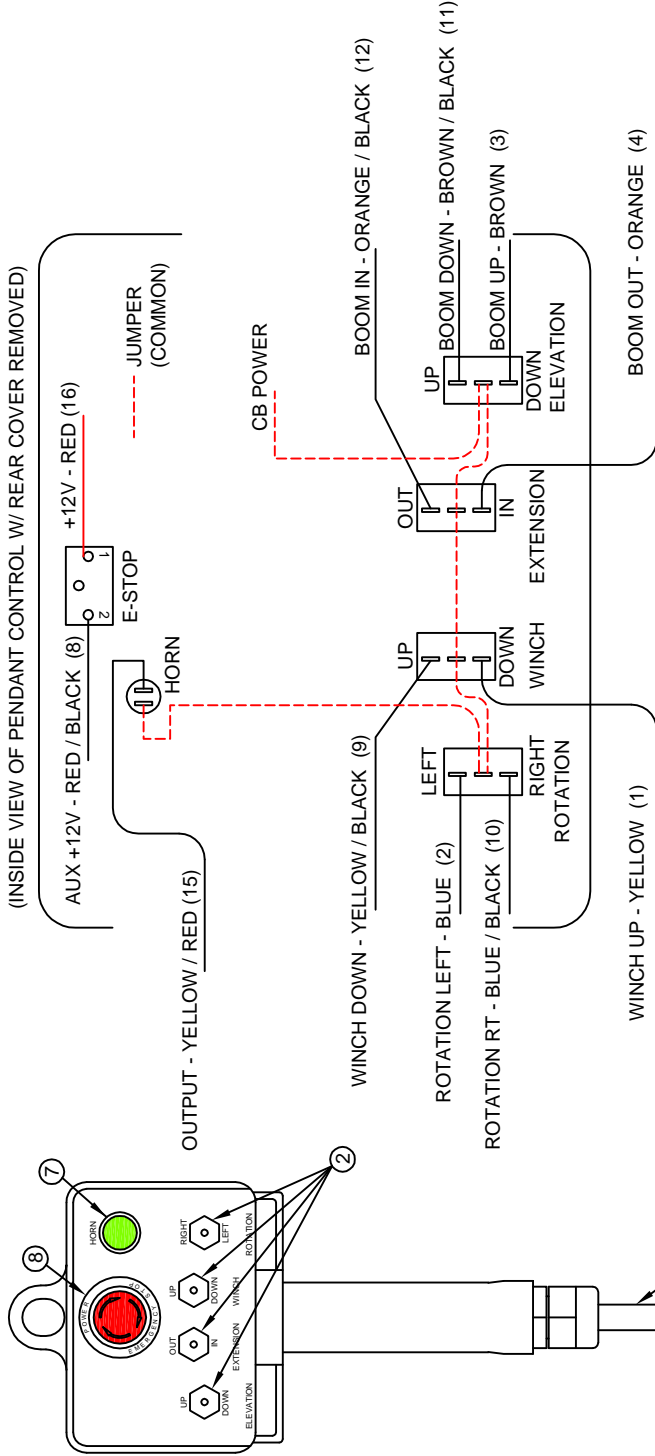 (INSIDE VIEW OF PENDANT CONTROL W/ REAR COVER REMOVED)
AUX +12V - RED / BLACK (8)
+12V - RED (16)
2
1
E-STOP
JUMPER
(COMMON)
OUTPUT - YELLOW / RED (15)
HORN
CB POWER
WINCH DOWN - YELLOW / BLACK (9)
BOOM IN - ORANGE / BLACK (12)
ROTATION LEFT - BLUE (2)
ROTATION RT - BLUE / BLACK (10)
LEFT
RIGHT
ROTATION
UP
DOWN
WINCH
OUT
IN
EXTENSION
UP
DOWN
ELEVATION
BOOM DOWN - BROWN / BLACK (11)
BOOM UP - BROWN (3)
WINCH UP - YELLOW (1)
BOOM OUT - ORANGE (4)
8
7
POWER
EMERGENCY
STOP
HORN
UP
DOWN
ELEVATION
OUT
IN
EXTENSION
UP
DOWN
WINCH
RIGHT
LEFT
ROTATION
2